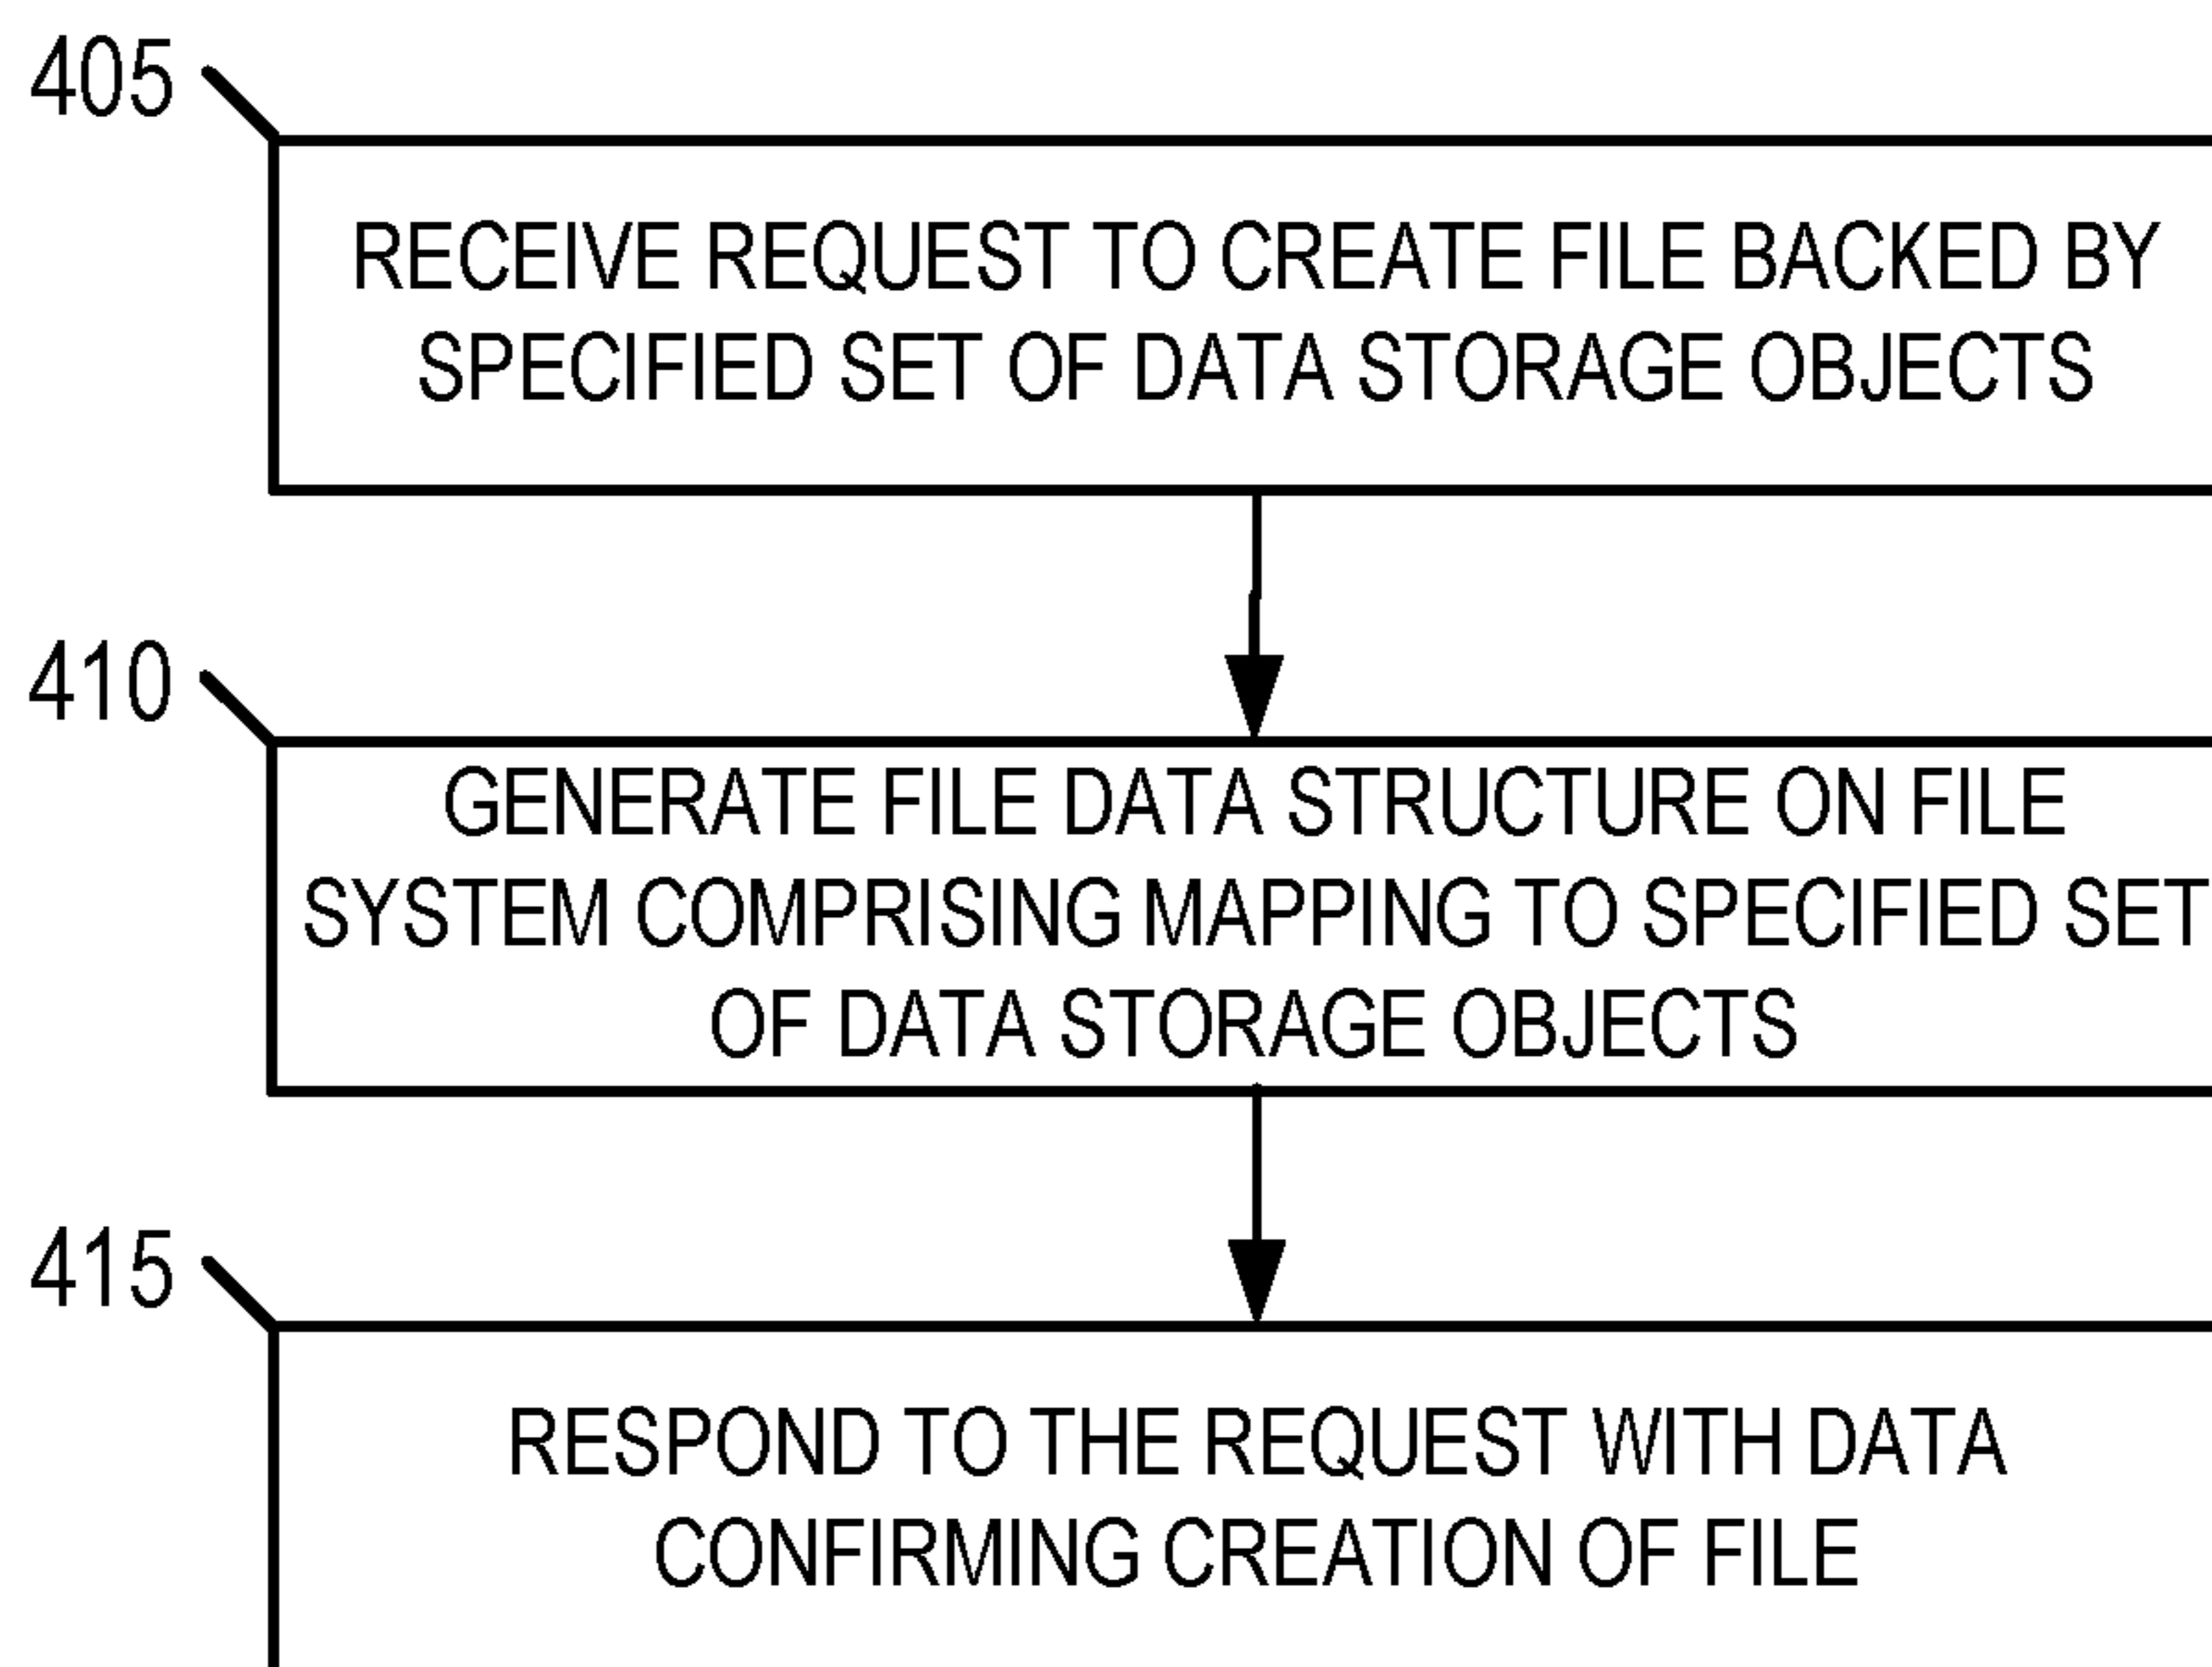 405
RECEIVE REQUEST TO CREATE FILE BACKED BY
SPECIFIED SET OF DATA STORAGE OBJECTS
410
GENERATE FILE DATA STRUCTURE ON FILE
SYSTEM COMPRISING MAPPING TO SPECIFIED SET
OF DATA STORAGE OBJECTS
415
RESPOND TO THE REQUEST WITH DATA
CONFIRMING CREATION OF FILE